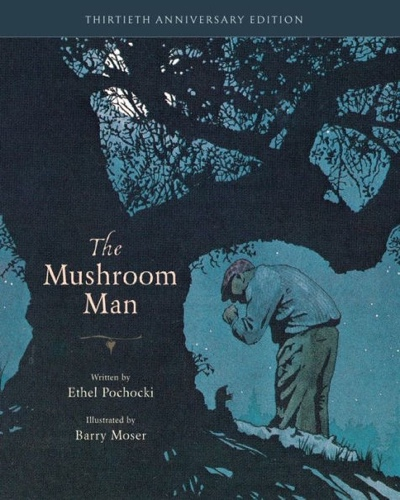 THIRTIETH ANNIVERSARY EDITION
The
Mushroom
Man
Written by
Ethel Pochocki
Illustrated by
Barry Moser